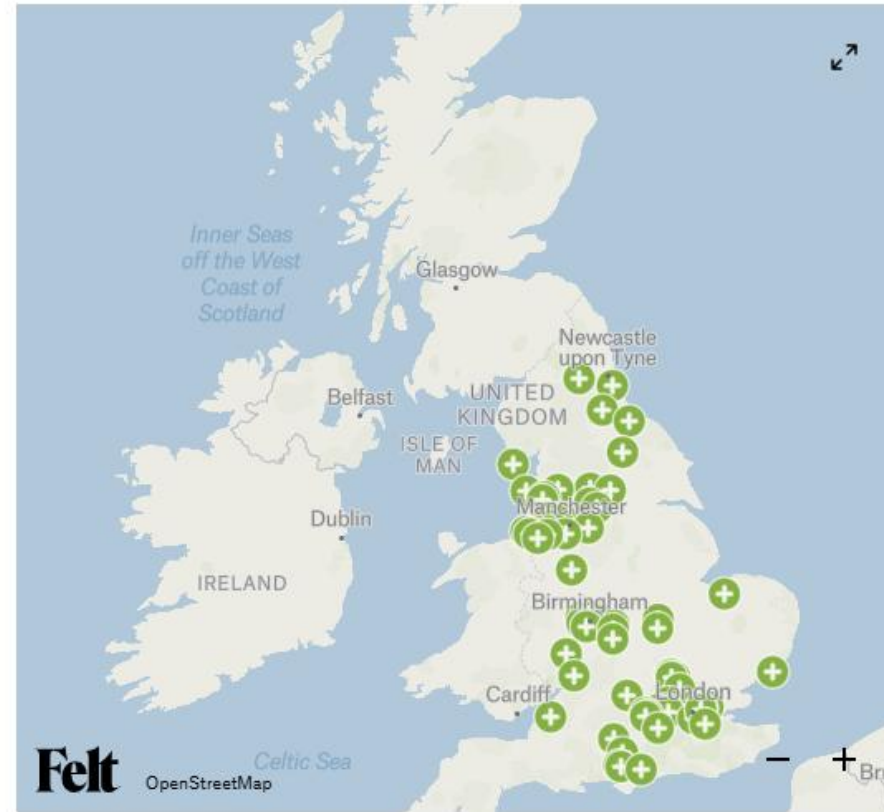 Inner Seas
off the West
Coast of
Scotland
Glasgow
Newcastle
upon Tyne
Belfast
UNITED
KINGDOM
ISLE OF
MAN
Manchester
Dublin
IRELAND
Birmingham
Cardiff
London
Celtic Sea
Felt
OpenStreetMap
Bru